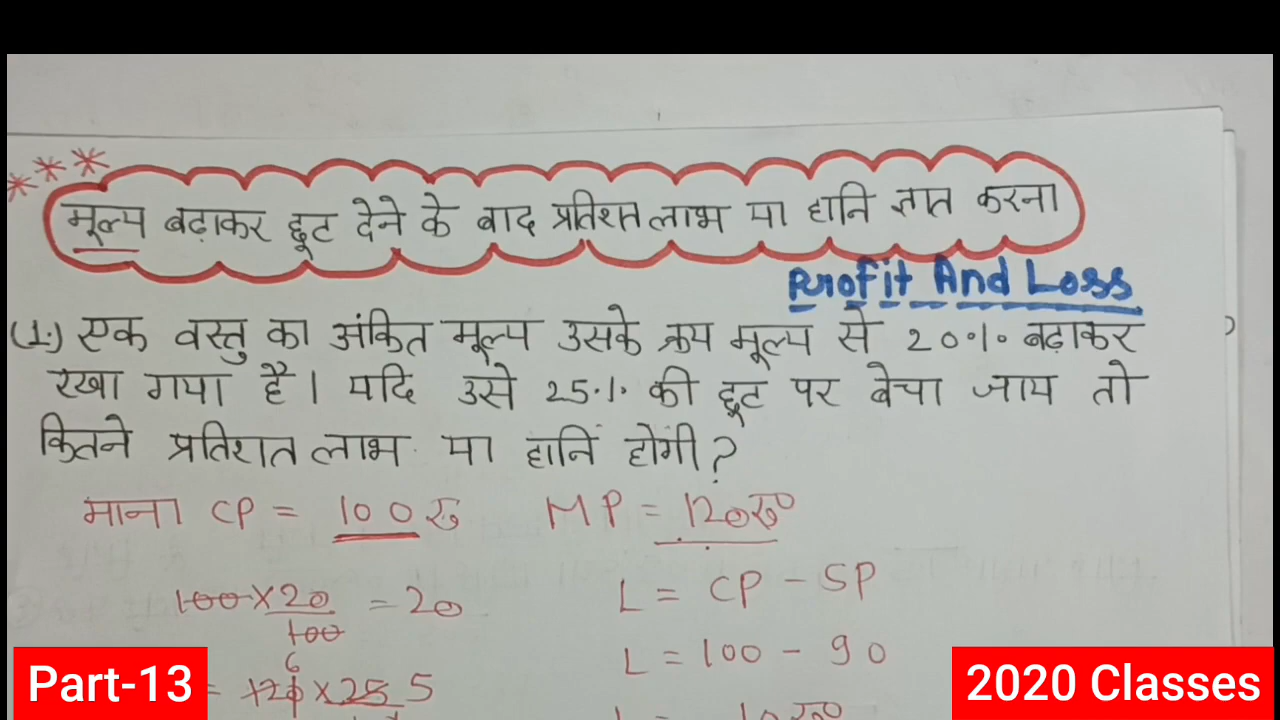 मूल्य बढ़ाकर छूट देने के बाद प्रतिशत लाभ या हानि ज्ञात करना
Profit And Loss
(1.) एक वस्तु का अंकित मूल्य उसके क्रय मूल्य से 20% बढ़ाकर
रखा गया है। यदि उसे 25% की छूट पर बेचा जाय तो
कितने प्रतिशत लाभ या हानि होगी?
माना CP = 100रु MP = 120रु०
100×20/100 = 20
L = CP - SP
L = 100 - 90
Part-13
2020 Classes